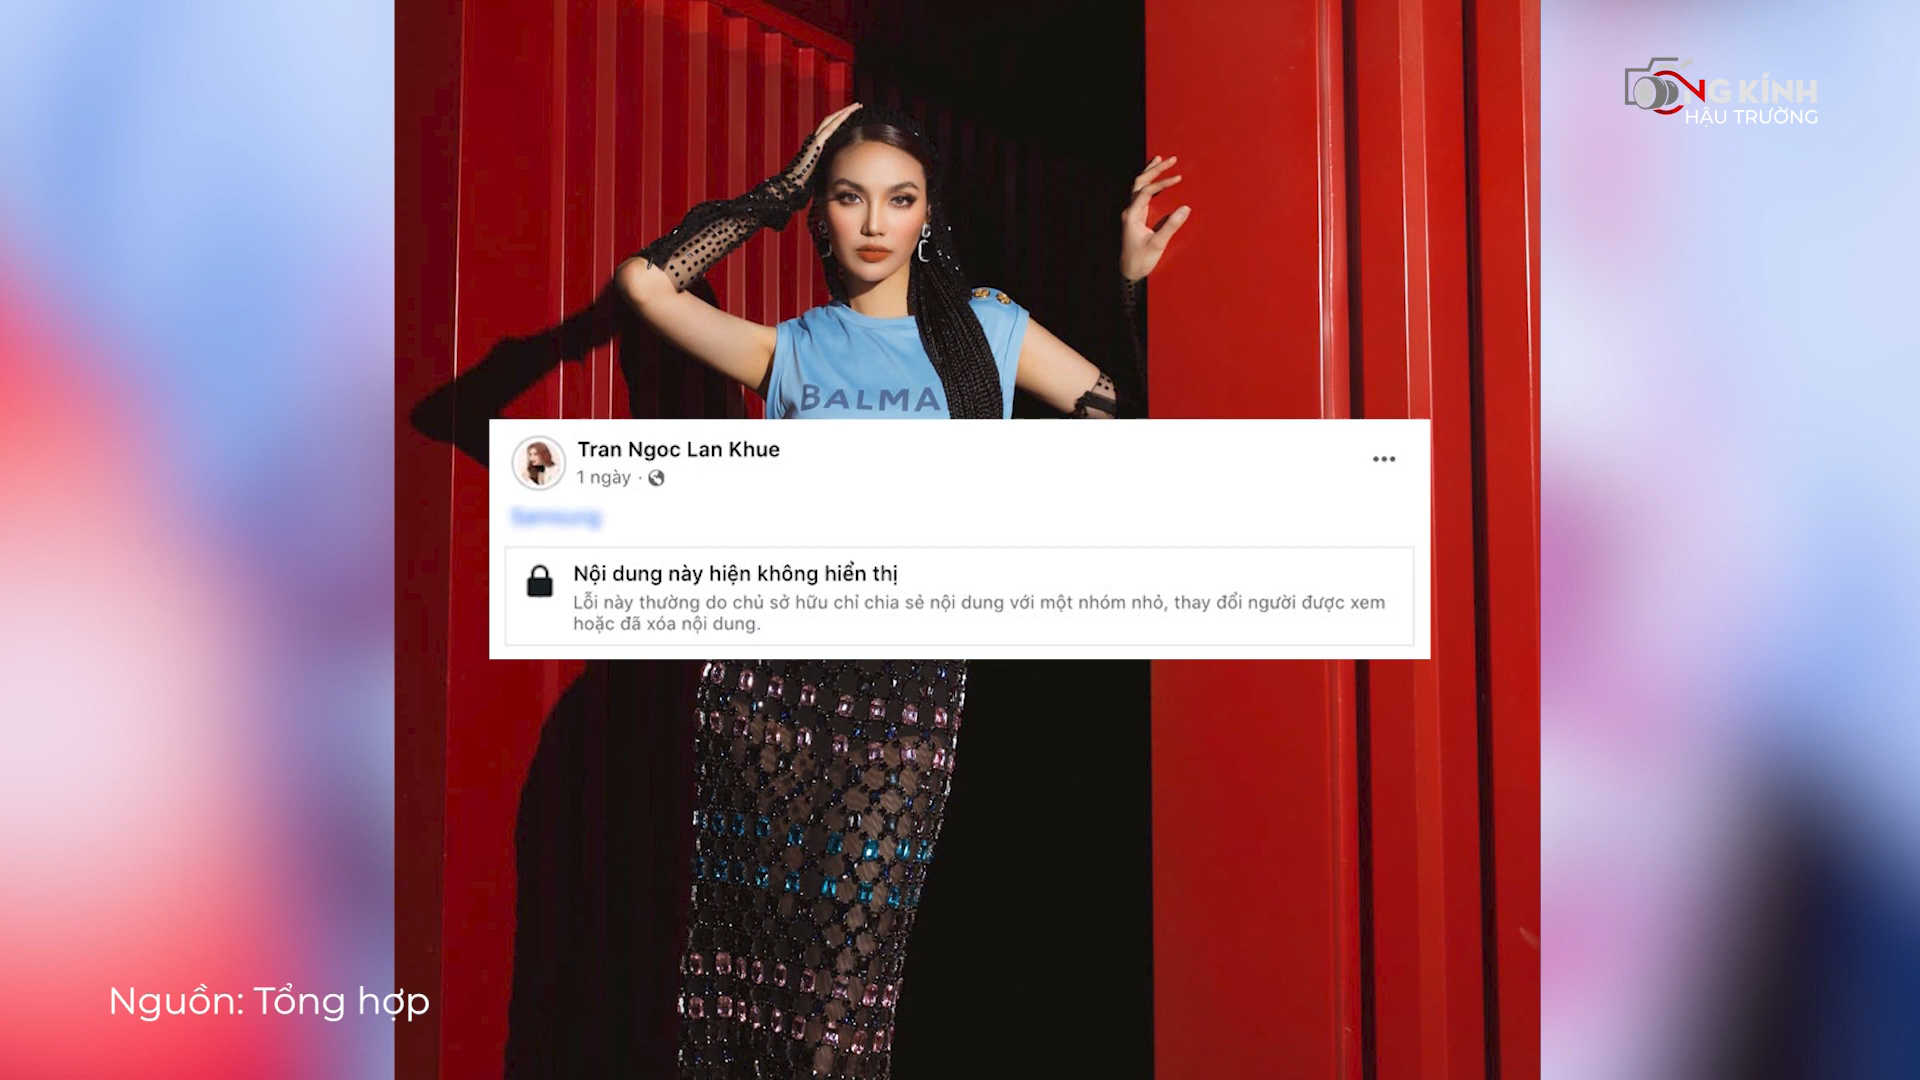 ỐNG KÍNH
HẬU TRƯỜNG
BALMA
Tran Ngoc Lan Khue
1 ngày ·
Samsung
Nội dung này hiện không hiển thị
Lỗi này thường do chủ sở hữu chỉ chia sẻ nội dung với một nhóm nhỏ, thay đổi người được xem
hoặc đã xóa nội dung.
Nguồn: Tổng hợp